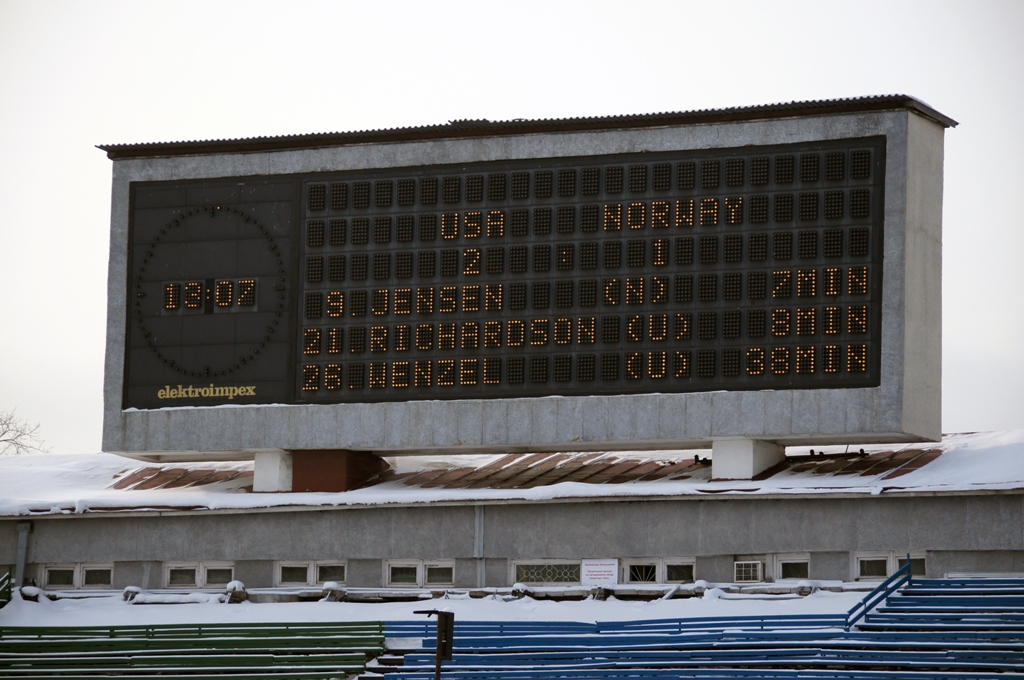 USA NORWAY
2 : 1
13:07
9.JENSEN (N) 7MIN
21.RICHARDSON (U) 8MIN
26.WENZEL (U) 38MIN
elektroimpex